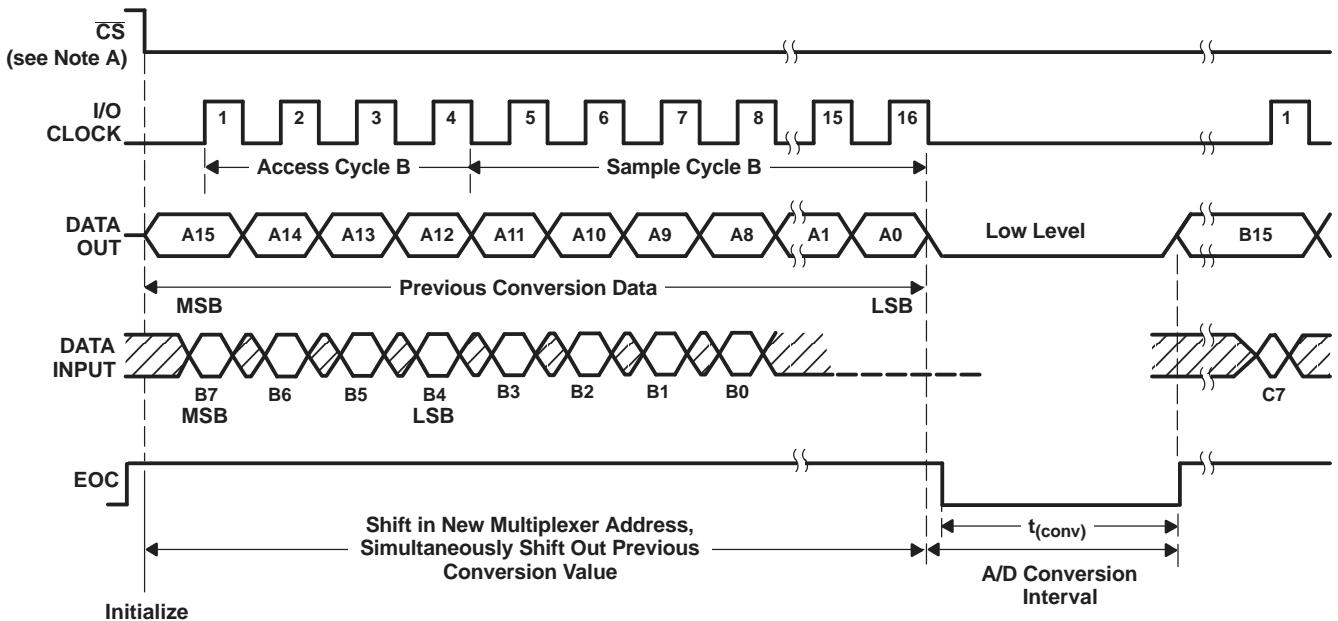 CS
(see Note A)
I/O
CLOCK
1 2 3 4 5 6 7 8 15 16 1
Access Cycle B
Sample Cycle B
DATA
OUT
A15 A14 A13 A12 A11 A10 A9 A8 A1 A0 Low Level B15
Previous Conversion Data
MSB LSB
DATA
INPUT
B7 B6 B5 B4 B3 B2 B1 B0 C7
MSB LSB
EOC
Shift in New Multiplexer Address,
Simultaneously Shift Out Previous
Conversion Value
t(conv)
A/D Conversion
Interval
Initialize